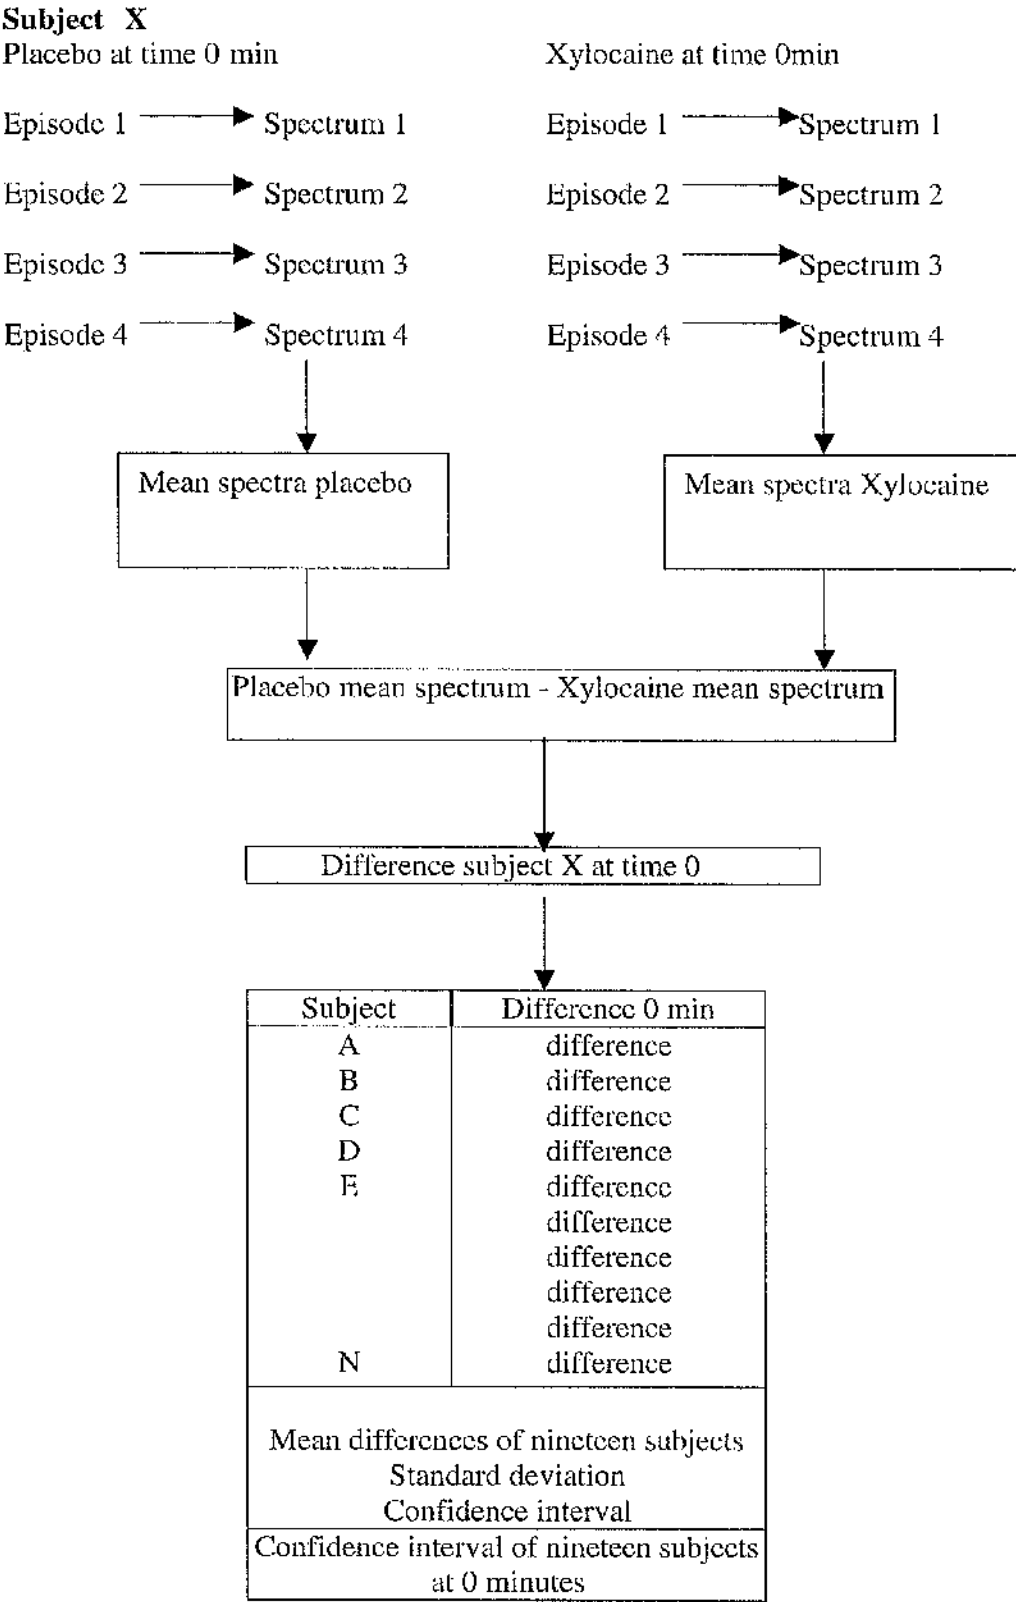 Subject X
Placebo at time 0 min
Xylocaine at time 0min
Episode 1 Spectrum 1
Episode 1 Spectrum 1
Episode 2 Spectrum 2
Episode 2 Spectrum 2
Episode 3 Spectrum 3
Episode 3 Spectrum 3
Episode 4 Spectrum 4
Episode 4 Spectrum 4
Mean spectra placebo
Mean spectra Xylocaine
Placebo mean spectrum - Xylocaine mean spectrum
Difference subject X at time 0
Subject Difference 0 min
A difference
B difference
C difference
D difference
E difference
difference
difference
difference
difference
N difference
Mean differences of nineteen subjects
Standard deviation
Confidence interval
Confidence interval of nineteen subjects
at 0 minutes